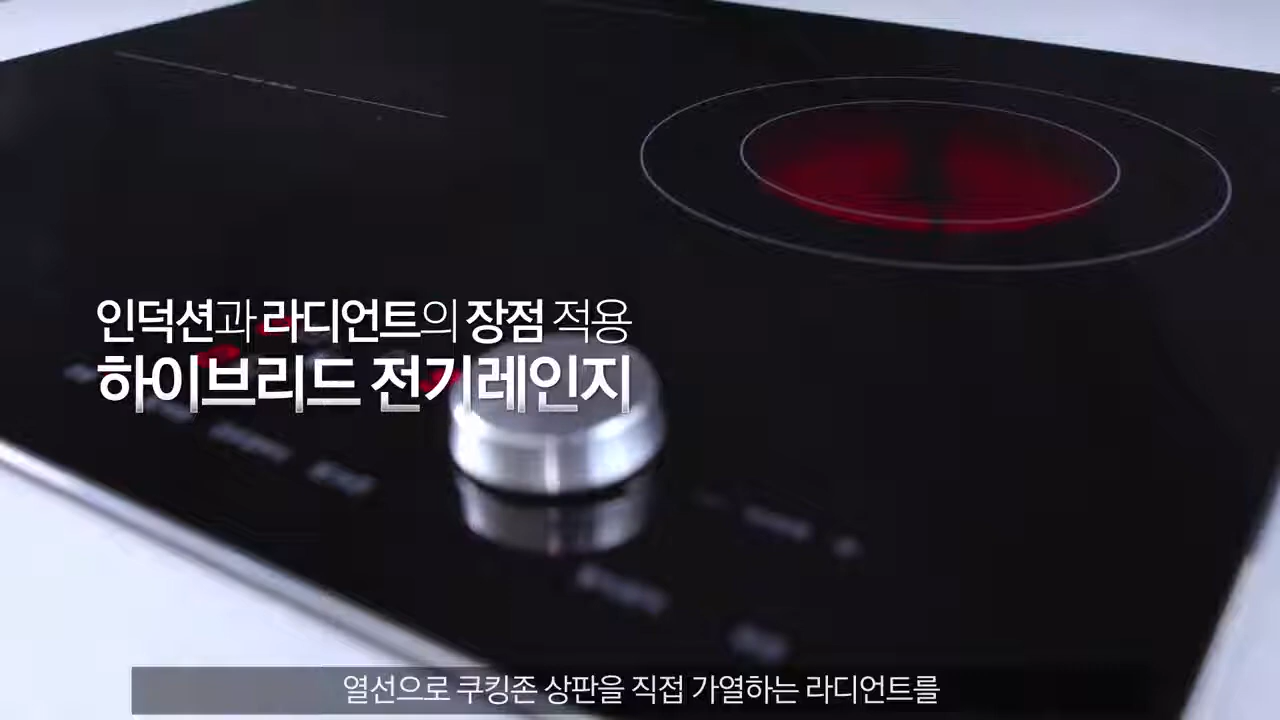 인덕션과 라디언트의 장점 적용
하이브리드 전기레인지
열선으로 쿠킹존 상판을 직접 가열하는 라디언트를